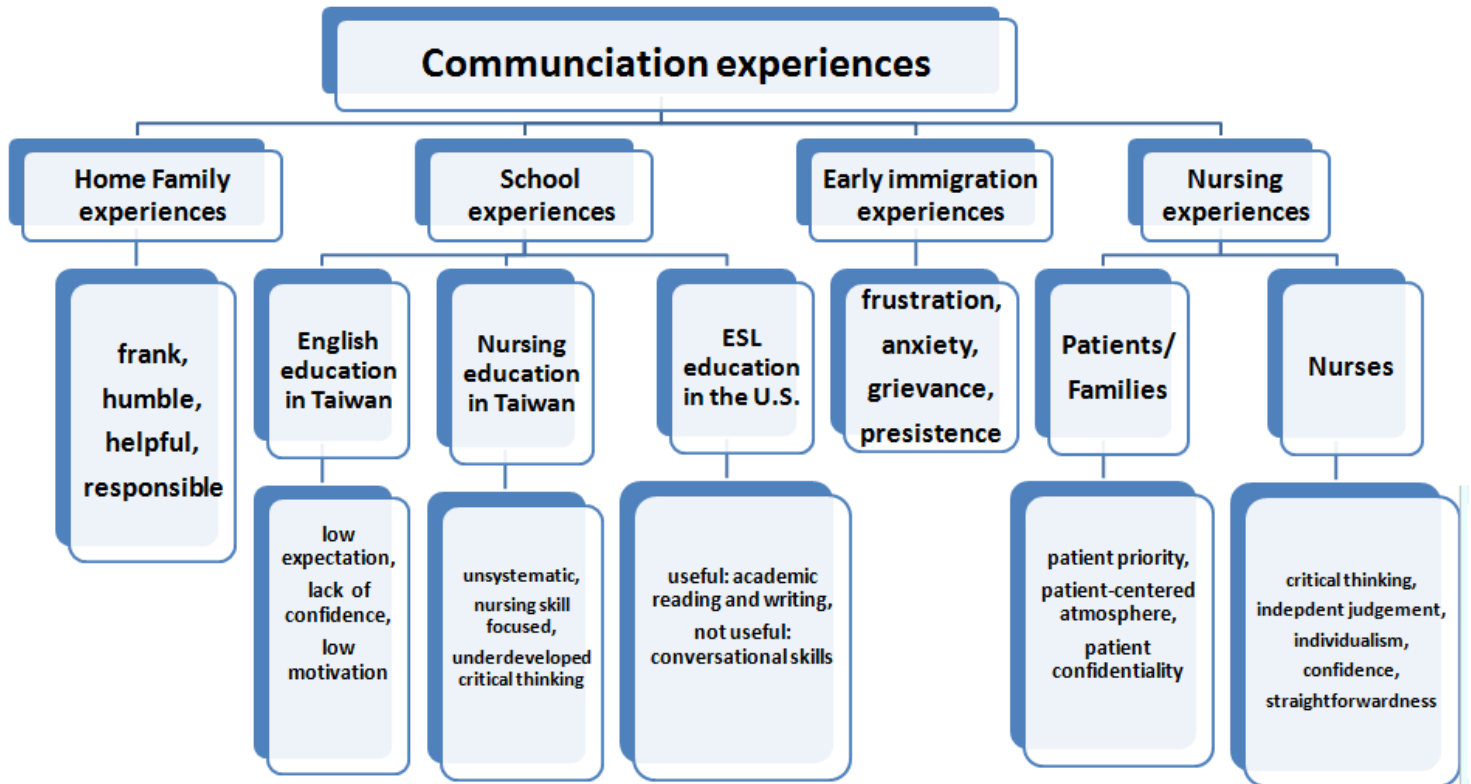 Communciation experiences
Home Family
experiences
School
experiences
Early immigration
experiences
Nursing
experiences
frank,
humble,
helpful,
responsible
English
education
in Taiwan
Nursing
education
in Taiwan
ESL
education
in the U.S.
frustration,
anxiety,
grievance,
presistence
Patients/
Families
Nurses
low
expectation,
lack of
confidence,
low
motivation
unsystematic,
nursing skill
focused,
underdeveloped
critical thinking
useful: academic
reading and writing,
not useful:
conversational skills
patient priority,
patient-centered
atmosphere,
patient
confidentiality
critical thinking,
indepdent judgement,
individualism,
confidence,
straightforwardness